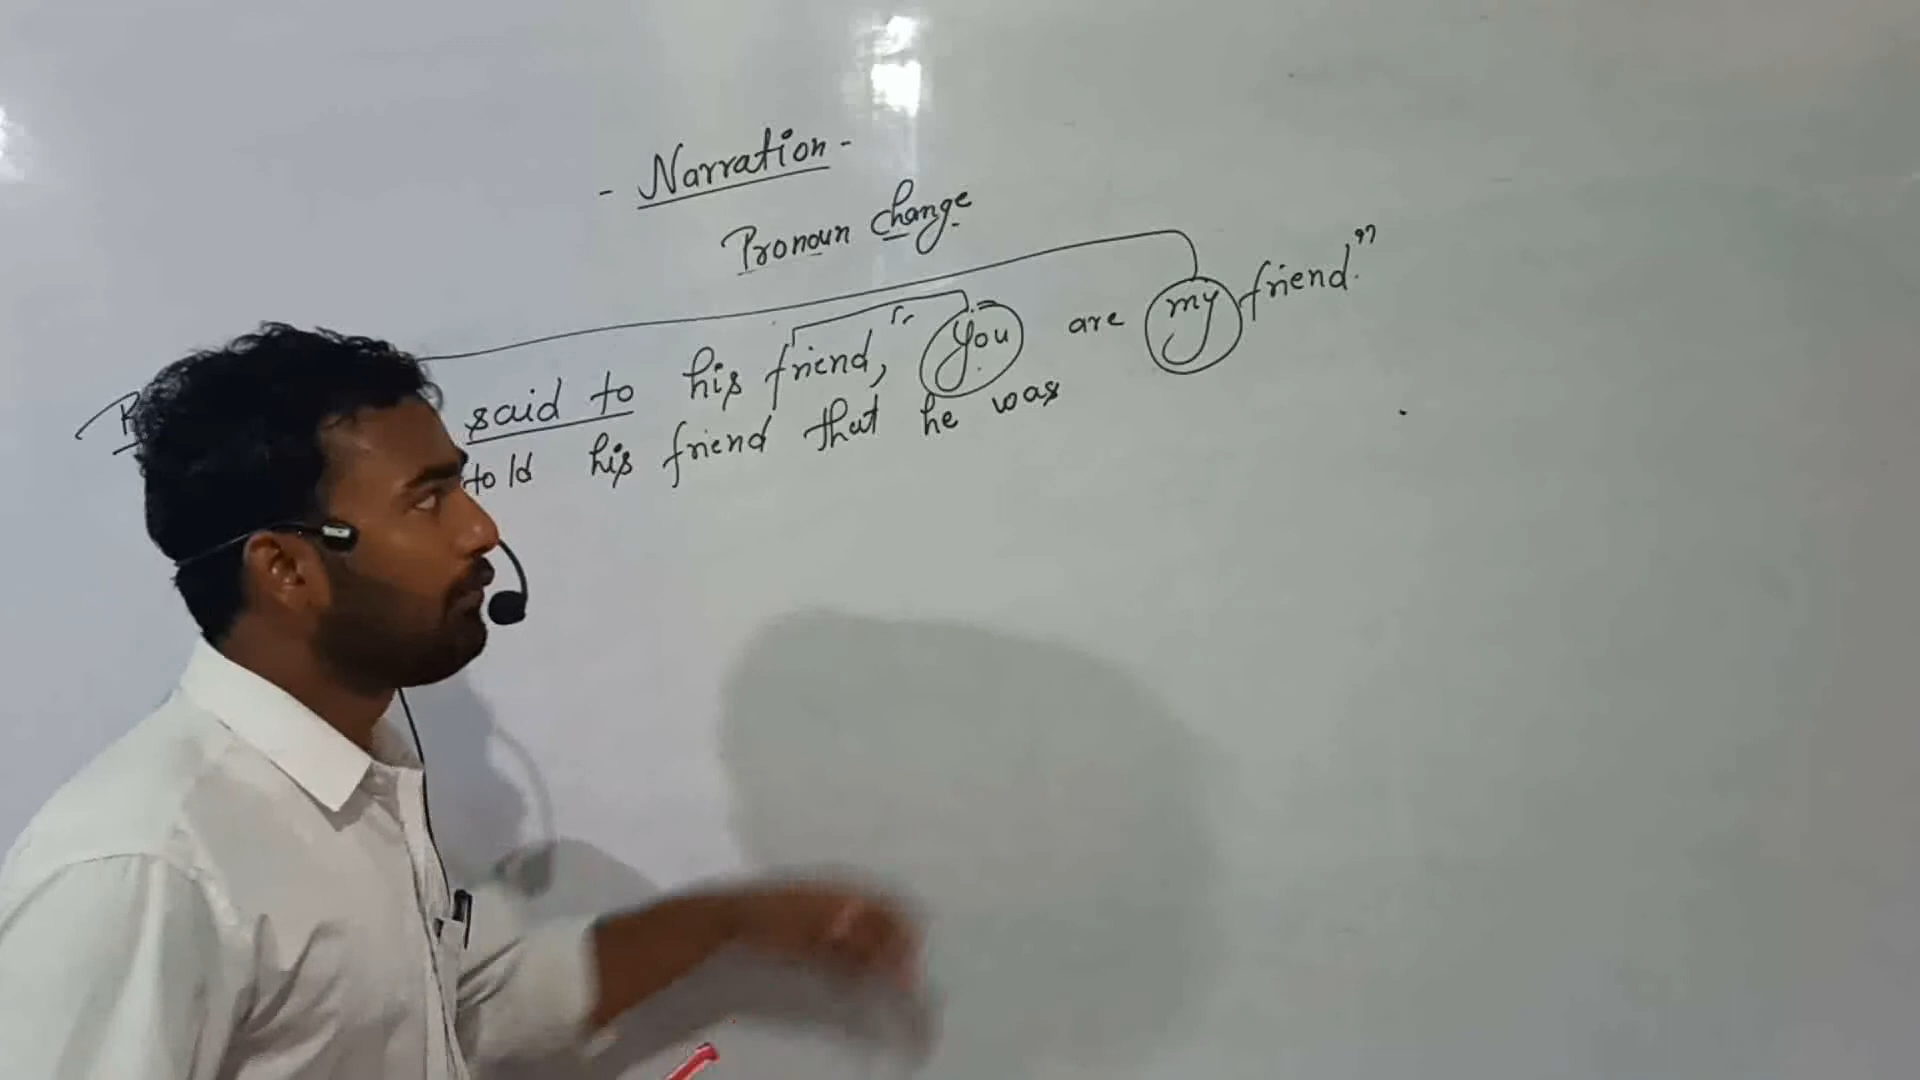 - Narration -
Pronoun change
said to his friend, "You are my friend."
told his friend that he was